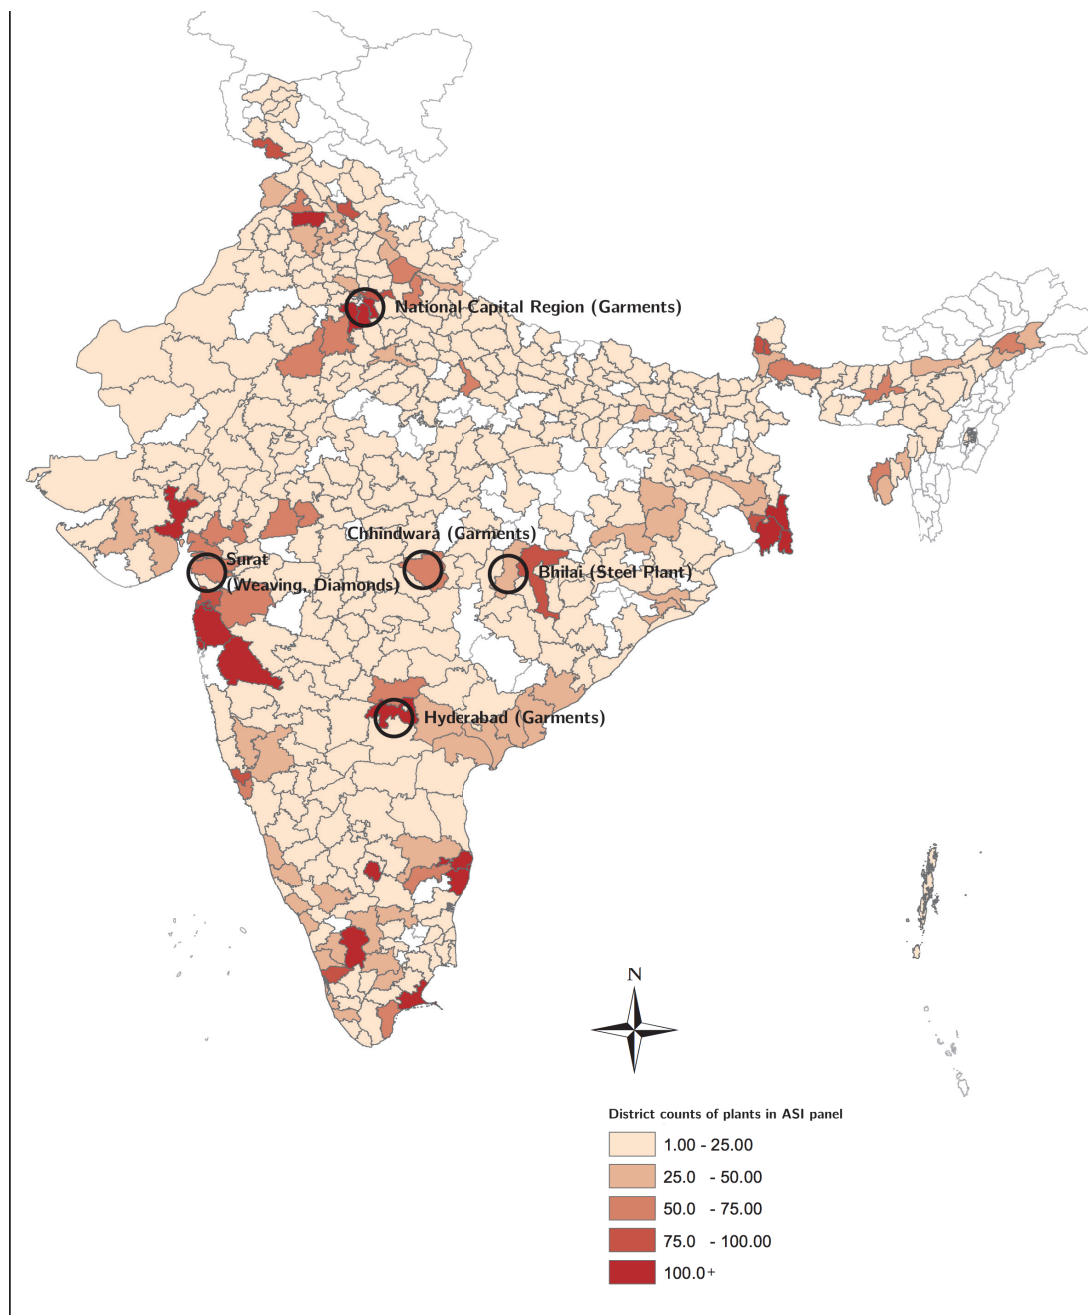 National Capital Region (Garments)
Chhindwara (Garments)
Surat
(Weaving, Diamonds)
Bhilai (Steel Plant)
Hyderabad (Garments)
N
District counts of plants in ASI panel
1.00 - 25.00
25.0 - 50.00
50.0 - 75.00
75.0 - 100.00
100.0+